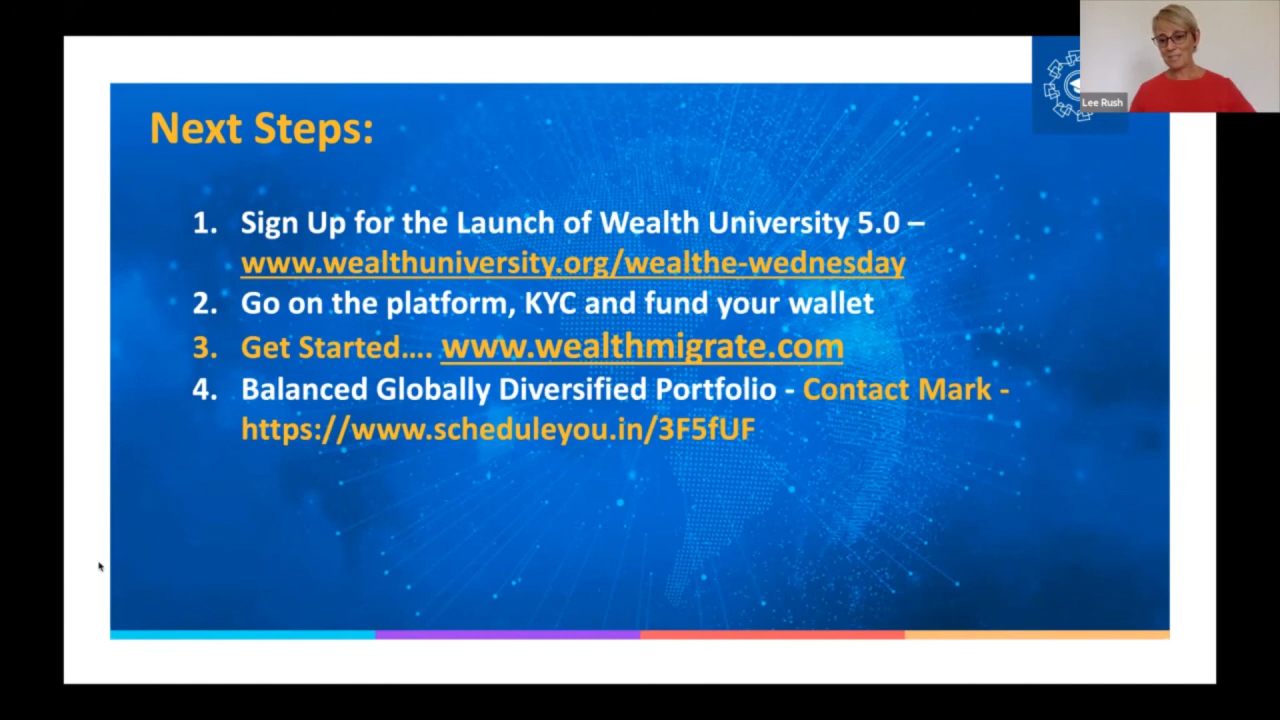 Next Steps:
1. Sign Up for the Launch of Wealth University 5.0 –
www.wealthuniversity.org/wealthe-wednesday
2. Go on the platform, KYC and fund your wallet
3. Get Started.... www.wealthmigrate.com
4. Balanced Globally Diversified Portfolio - Contact Mark -
https://www.scheduleyou.in/3F5fUF
Lee Rush